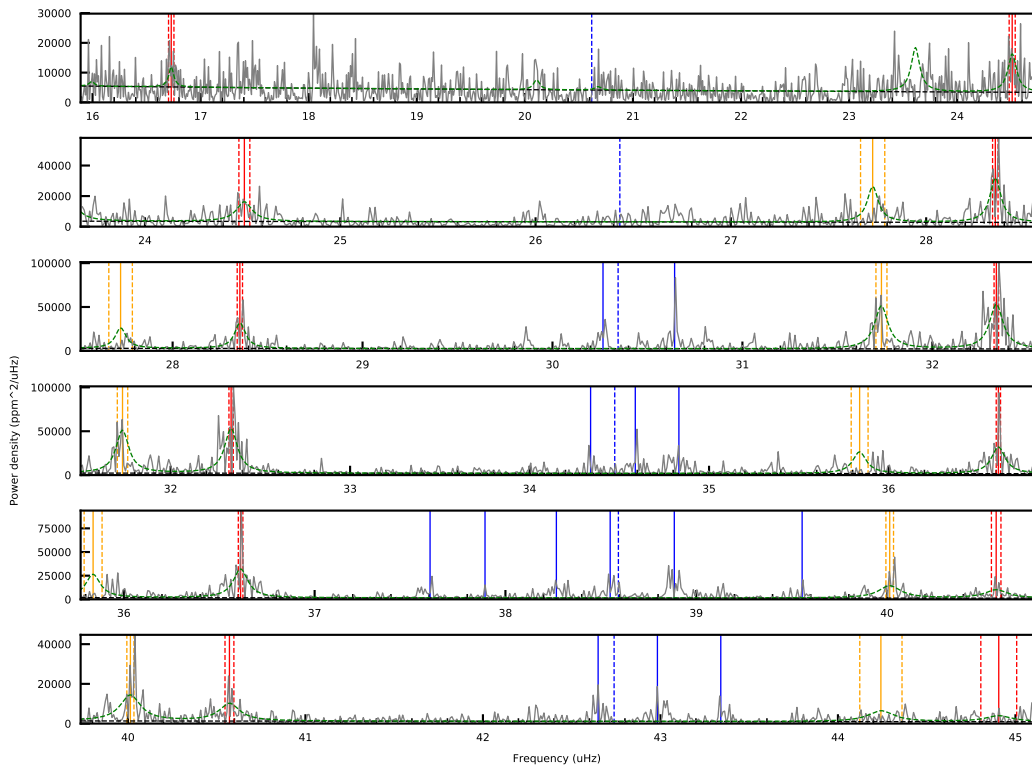 30000
20000
10000
0
16 17 18 19 20 21 22 23 24
40000
20000
0
24 25 26 27 28
100000
50000
0
28 29 30 31 32
100000
50000
0
32 33 34 35 36
75000
50000
25000
0
36 37 38 39 40
40000
20000
0
40 41 42 43 44 45
Power density (ppm^2/uHz)
Frequency (uHz)